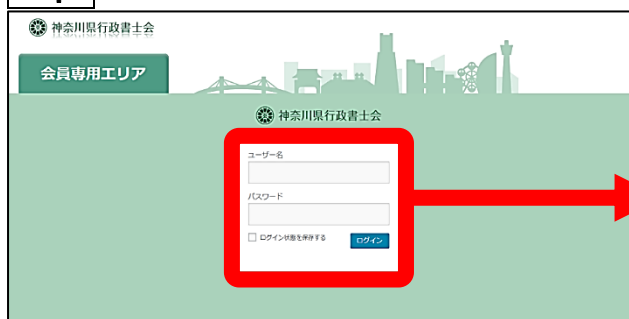 神奈川県行政書士会
会員専用エリア
神奈川県行政書士会
ユーザー名
パスワード
ログイン状態を保存する
ログイン